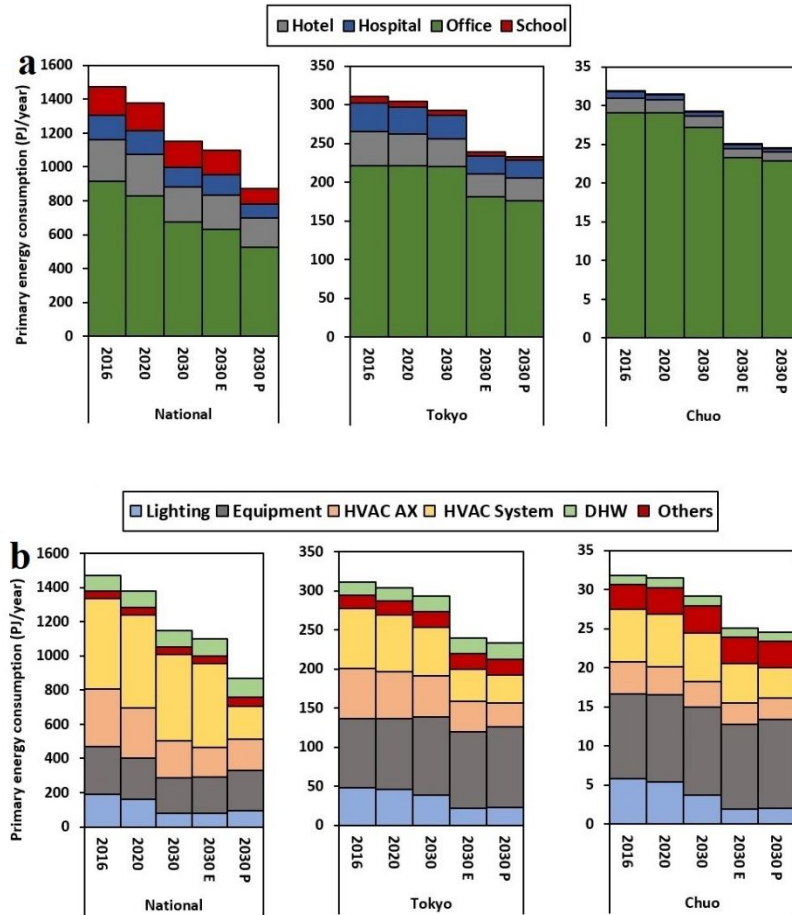 Hotel Hospital Office School
a
Primary energy consumption (PJ/year)
1600
1400
1200
1000
800
600
400
200
0
2016
2020
2030
2030 E
2030 P
National
350
300
250
200
150
100
50
0
2016
2020
2030
2030 E
2030 P
Tokyo
35
30
25
20
15
10
5
0
2016
2020
2030
2030 E
2030 P
Chuo
Lighting Equipment HVAC AX HVAC System DHW Others
b
Primary energy consumption (PJ/year)
1600
1400
1200
1000
800
600
400
200
0
2016
2020
2030
2030 E
2030 P
National
350
300
250
200
150
100
50
0
2016
2020
2030
2030 E
2030 P
Tokyo
35
30
25
20
15
10
5
0
2016
2020
2030
2030 E
2030 P
Chuo